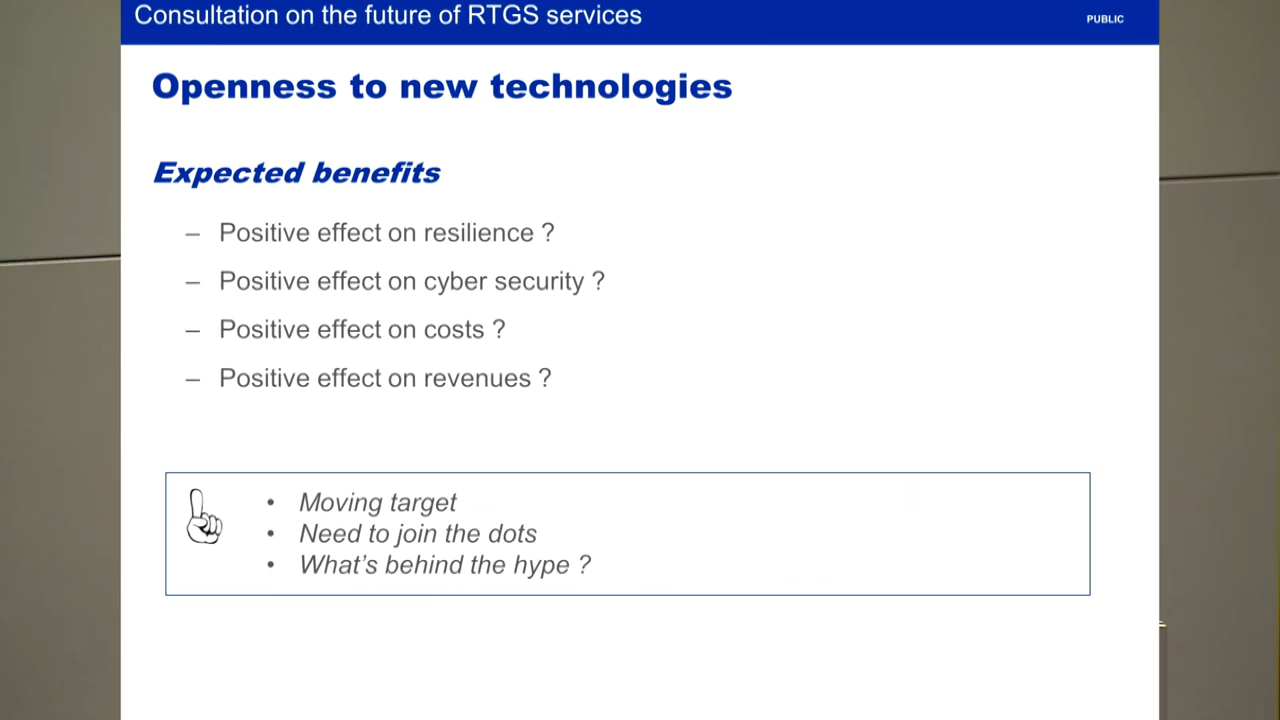 Consultation on the future of RTGS services
PUBLIC
Openness to new technologies
Expected benefits
– Positive effect on resilience ?
– Positive effect on cyber security ?
– Positive effect on costs ?
– Positive effect on revenues ?
• Moving target
• Need to join the dots
• What's behind the hype ?